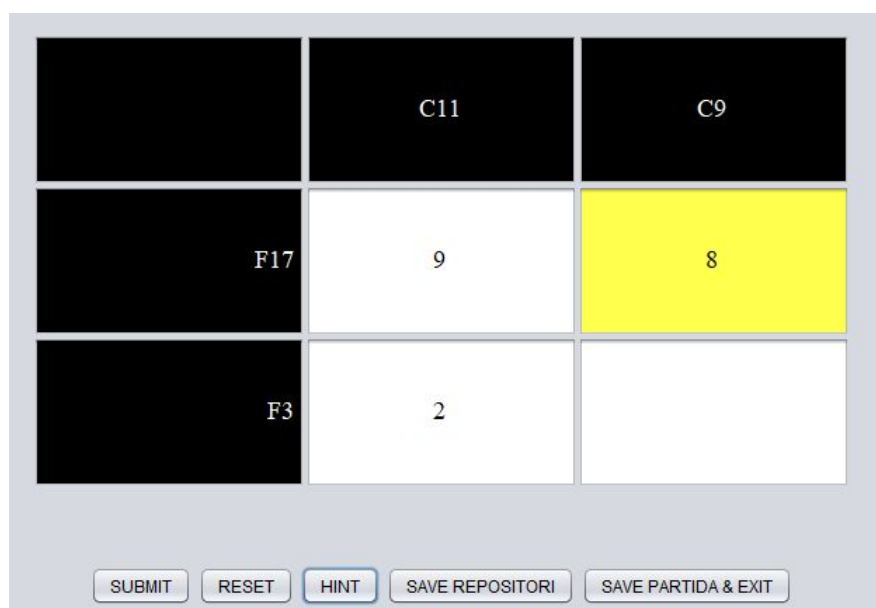 C11 C9
F17 9 8
F3 2
SUBMIT RESET HINT SAVE REPOSITORI SAVE PARTIDA & EXIT